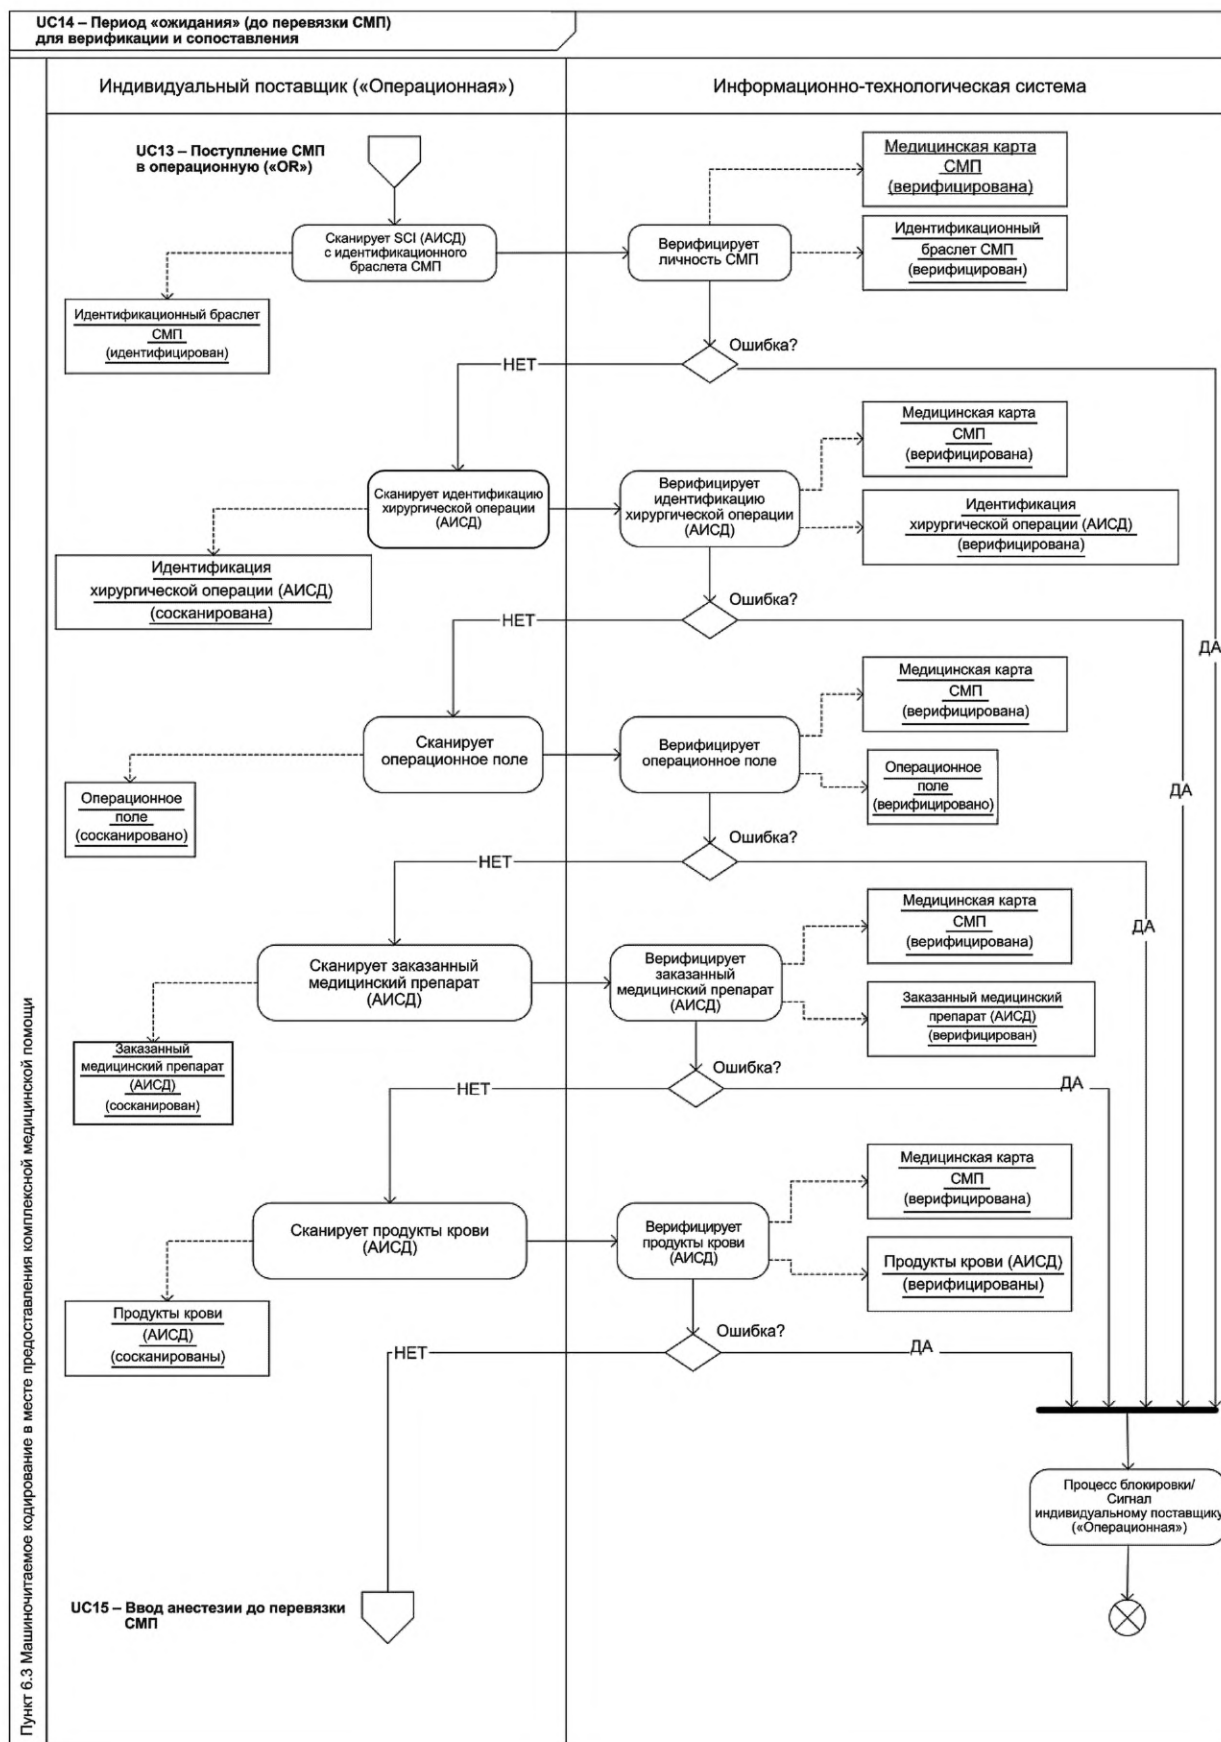 UC14 – Период «ожидания» (до перевязки СМП)
для верификации и сопоставления
Индивидуальный поставщик («Операционная»)
Информационно-технологическая система
UC13 – Поступление СМП
в операционную («OR»)
Медицинская карта
СМП
(верифицирована)
Сканирует SCI (АИСД)
с идентификационного
браслета СМП
Верифицирует
личность СМП
Идентификационный
браслет СМП
(верифицирован)
Идентификационный браслет
СМП
(идентифицирован)
Ошибка?
НЕТ
ДА
Медицинская карта
СМП
(верифицирована)
Сканирует идентификацию
хирургической операции
(АИСД)
Верифицирует
идентификацию
хирургической операции
(АИСД)
Идентификация
хирургической операции (АИСД)
(верифицирована)
Идентификация
хирургической операции (АИСД)
(сосканирована)
Ошибка?
НЕТ
ДА
Медицинская карта
СМП
(верифицирована)
Сканирует
операционное поле
Верифицирует
операционное поле
Операционное
поле
(верифицировано)
Операционное
поле
(сосканировано)
Ошибка?
НЕТ
ДА
Медицинская карта
СМП
(верифицирована)
Сканирует заказанный
медицинский препарат
(АИСД)
Верифицирует
заказанный
медицинский препарат
(АИСД)
Заказанный медицинский
препарат (АИСД)
(верифицирован)
Заказанный
медицинский препарат
(АИСД)
(сосканирован)
Ошибка?
НЕТ
ДА
Медицинская карта
СМП
(верифицирована)
Сканирует продукты крови
(АИСД)
Верифицирует
продукты крови
(АИСД)
Продукты крови (АИСД)
(верифицированы)
Продукты крови
(АИСД)
(сосканированы)
Ошибка?
НЕТ
ДА
Процесс блокировки/
Сигнал
индивидуальному поставщику
(«Операционная»)
UC15 – Ввод анестезии до перевязки
СМП
Пункт 6.3 Машиночитаемое кодирование в месте предоставления комплексной медицинской помощи